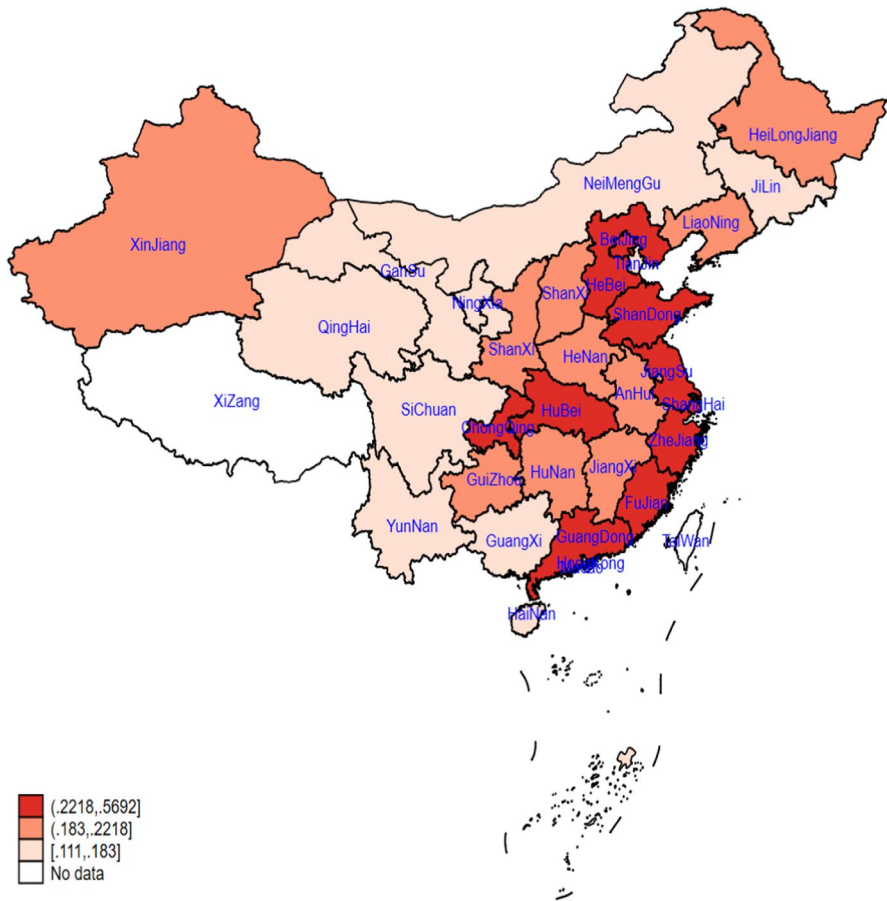 HeiLongJiang
NeiMengGu
JiLin
LiaoNing
XinJiang
BeiJing
GanSu
TianJin
HeBei
NingXia
ShanXi
ShanDong
QingHai
ShanXi
HeNan
JiangSu
AnHui
XiZang
SiChuan
HuBei
ShangHai
ChongQing
ZheJiang
GuiZhou
HuNan
JiangXi
FuJian
YunNan
GuangXi
GuangDong
TaiWan
HongKong
HaiNan
(.2218,.5692]
(.183,.2218]
[.111,.183]
No data